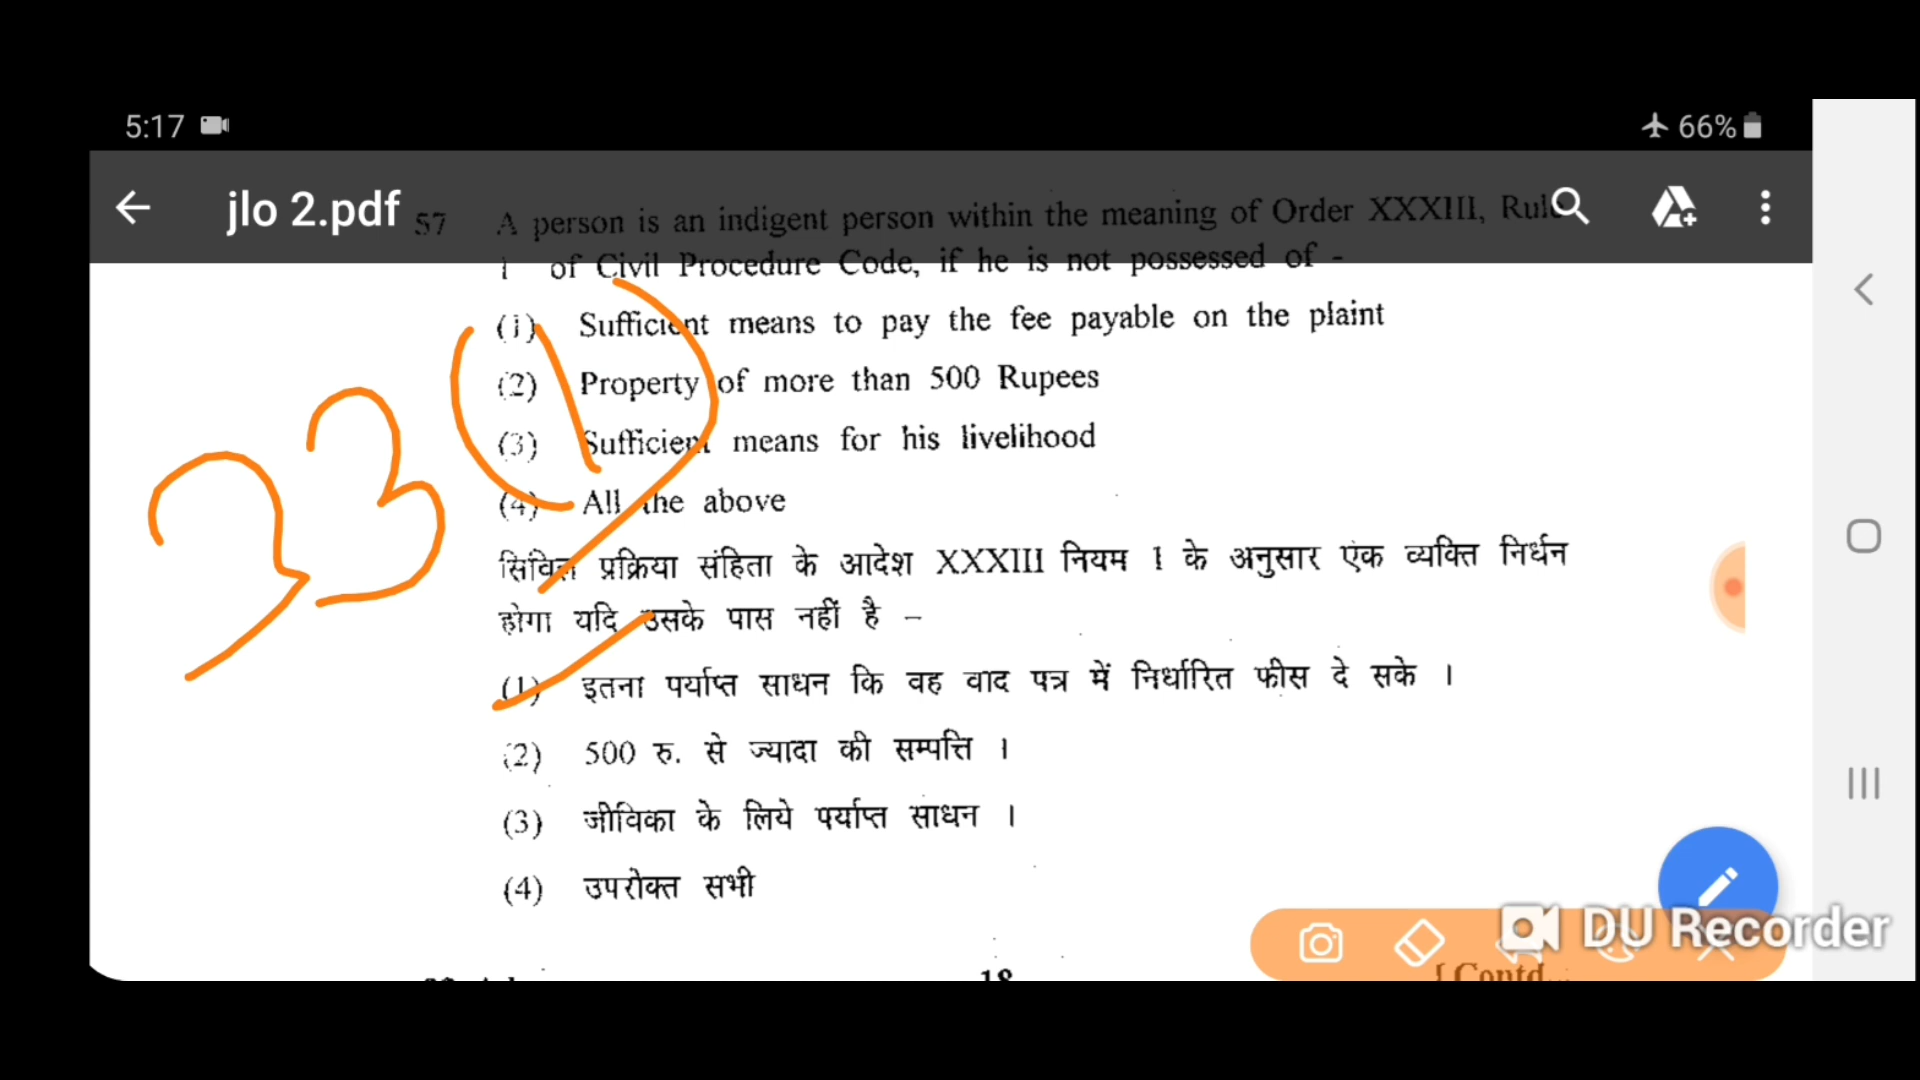 5:17 66%
jlo 2.pdf
57 A person is an indigent person within the meaning of Order XXXIII, Rule
1 of Civil Procedure Code, if he is not possessed of -
(1) Sufficient means to pay the fee payable on the plaint
(2) Property of more than 500 Rupees
(3) Sufficient means for his livelihood
(4) All the above
33 (1)
सिविल प्रक्रिया संहिता के आदेश XXXIII नियम 1 के अनुसार एक व्यक्ति निर्धन
होगा यदि उसके पास नहीं है –
(1) इतना पर्याप्त साधन कि वह वाद पत्र में निर्धारित फीस दे सके ।
(2) 500 रु. से ज्यादा की सम्पत्ति ।
(3) जीविका के लिये पर्याप्त साधन ।
(4) उपरोक्त सभी
DU Recorder
18 [ Contd...